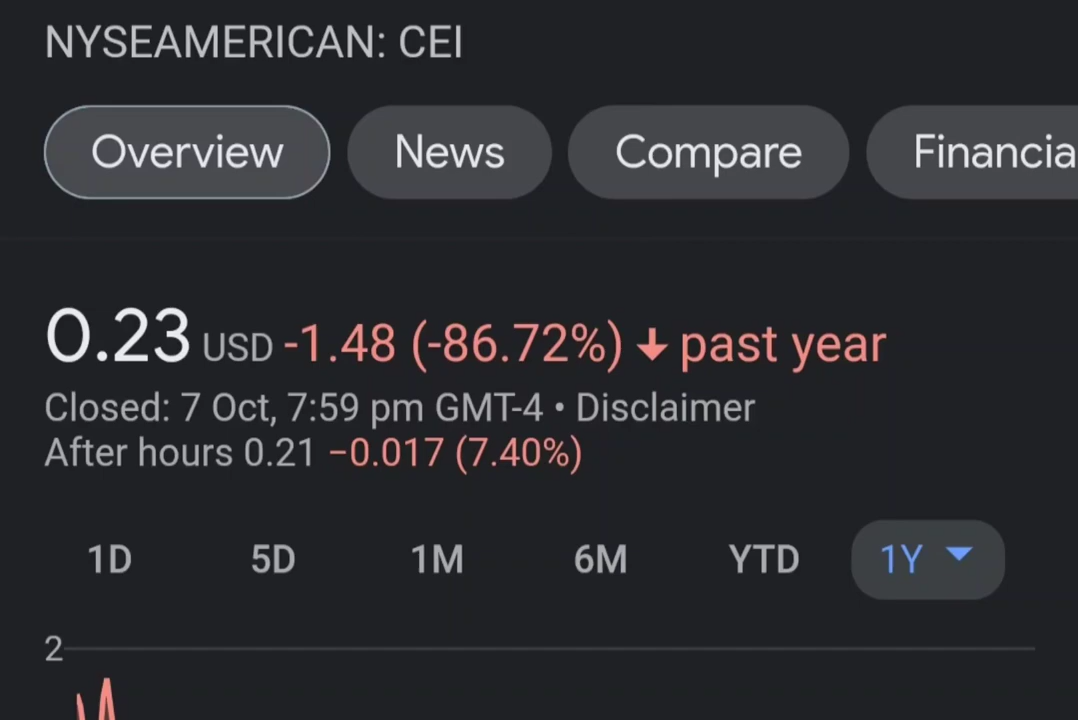 NYSEAMERICAN: CEI
Overview News Compare Financia
0.23 USD -1.48 (-86.72%) ↓ past year
Closed: 7 Oct, 7:59 pm GMT-4 • Disclaimer
After hours 0.21 −0.017 (7.40%)
1D 5D 1M 6M YTD 1Y
2